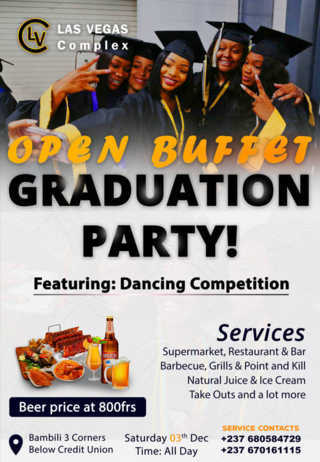 LV
LAS VEGAS
Complex
OPEN BUFFET
GRADUATION
PARTY!
Featuring: Dancing Competition
Services
Supermarket, Restaurant & Bar
Barbecue, Grills & Point and Kill
Natural Juice & Ice Cream
Take Outs and a lot more
Beer price at 800frs
SERVICE CONTACTS
Bambili 3 Corners
Below Credit Union
Saturday 03th Dec
Time: All Day
+237 680584729
+237 670161115